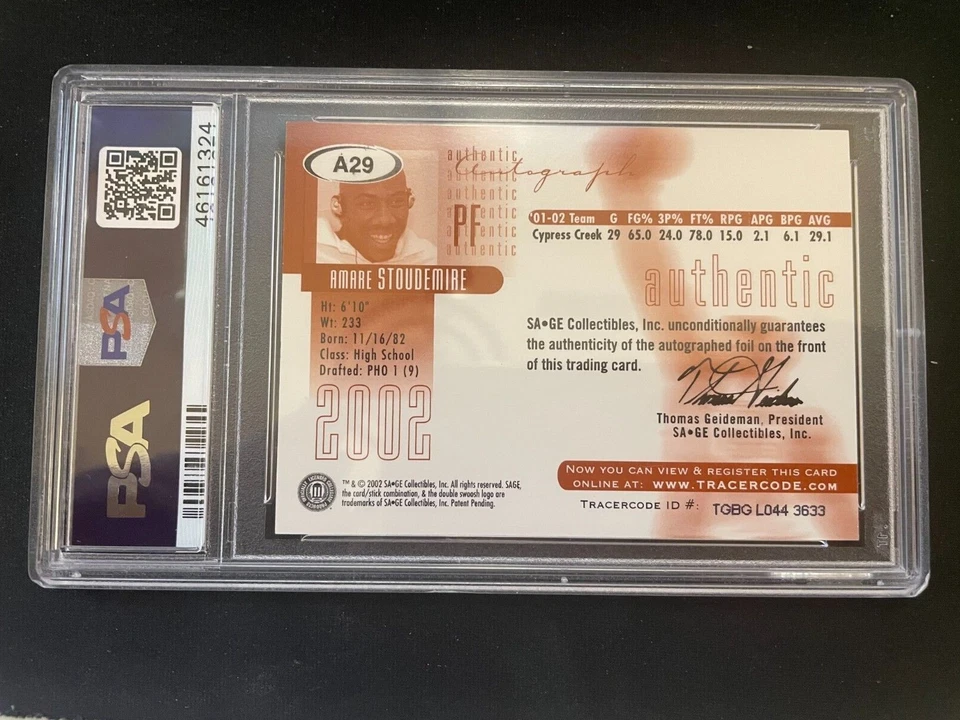 46161324
PSA
PSA
A29
authentic
authentic
authentic
authentic
authentic
authentic
Autograph
PF
AMARE STOUDEMIRE
Ht: 6'10"
Wt: 233
Born: 11/16/82
Class: High School
Drafted: PHO 1 (9)
2002
'01-02 Team G FG% 3P% FT% RPG APG BPG AVG
Cypress Creek 29 65.0 24.0 78.0 15.0 2.1 6.1 29.1
authentic
SA•GE Collectibles, Inc. unconditionally guarantees
the authenticity of the autographed foil on the front
of this trading card.
Thomas Geideman, President
SA•GE Collectibles, Inc.
™ & © 2002 SA•GE Collectibles, Inc. All rights reserved. SAGE,
the card/stick combination, & the double swoosh logo are
trademarks of SA•GE Collectibles, Inc. Patent Pending.
NOW YOU CAN VIEW & REGISTER THIS CARD
ONLINE AT: WWW.TRACERCODE.COM
TRACERCODE ID #: TGBG L044 3633